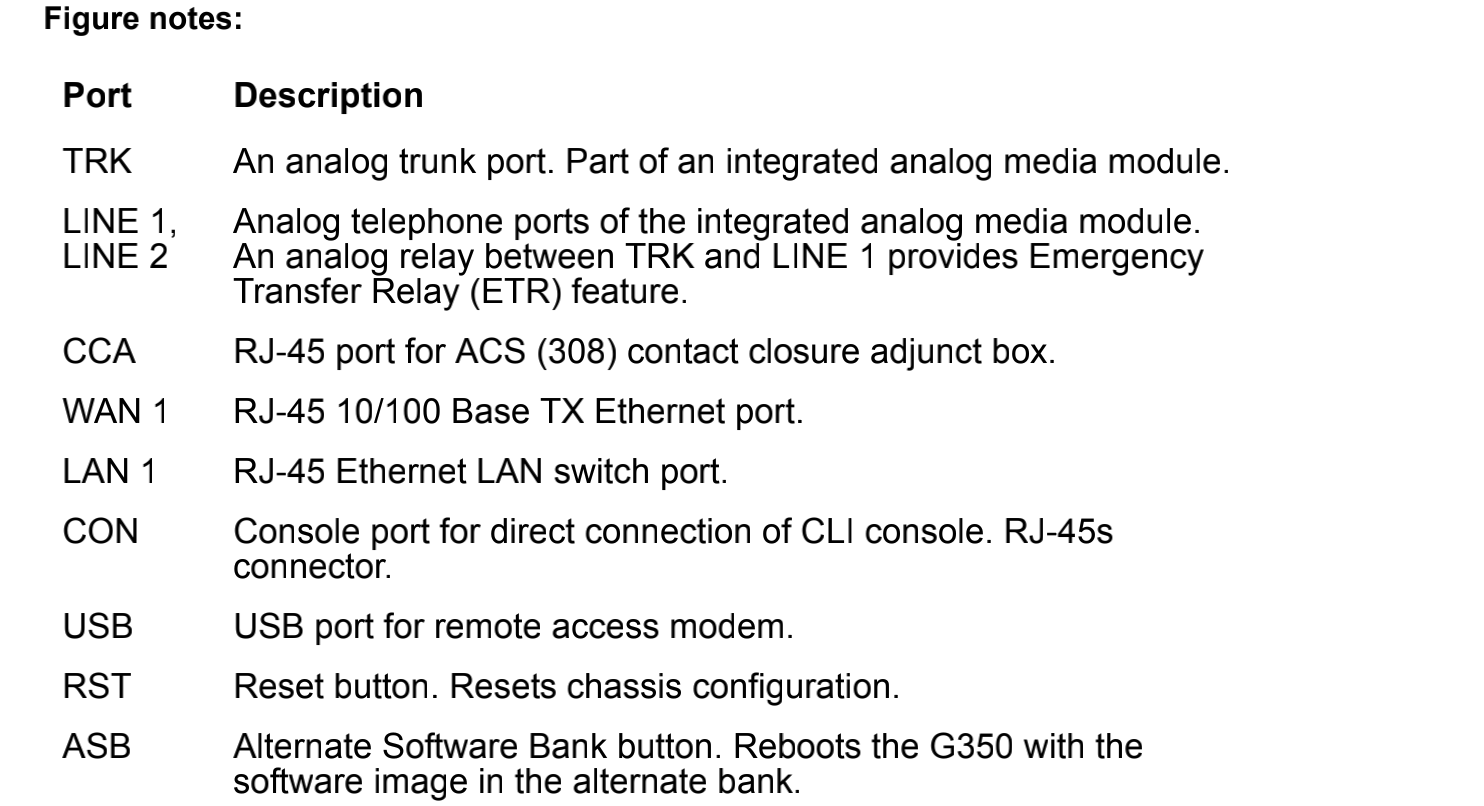 Figure notes:
Port Description
TRK An analog trunk port. Part of an integrated analog media module.
LINE 1, Analog telephone ports of the integrated analog media module.
LINE 2 An analog relay between TRK and LINE 1 provides Emergency
Transfer Relay (ETR) feature.
CCA RJ-45 port for ACS (308) contact closure adjunct box.
WAN 1 RJ-45 10/100 Base TX Ethernet port.
LAN 1 RJ-45 Ethernet LAN switch port.
CON Console port for direct connection of CLI console. RJ-45s
connector.
USB USB port for remote access modem.
RST Reset button. Resets chassis configuration.
ASB Alternate Software Bank button. Reboots the G350 with the
software image in the alternate bank.